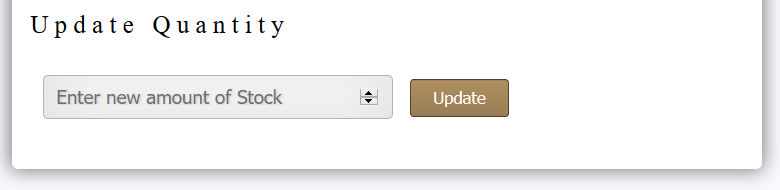 Update Quantity
Enter new amount of Stock
Update